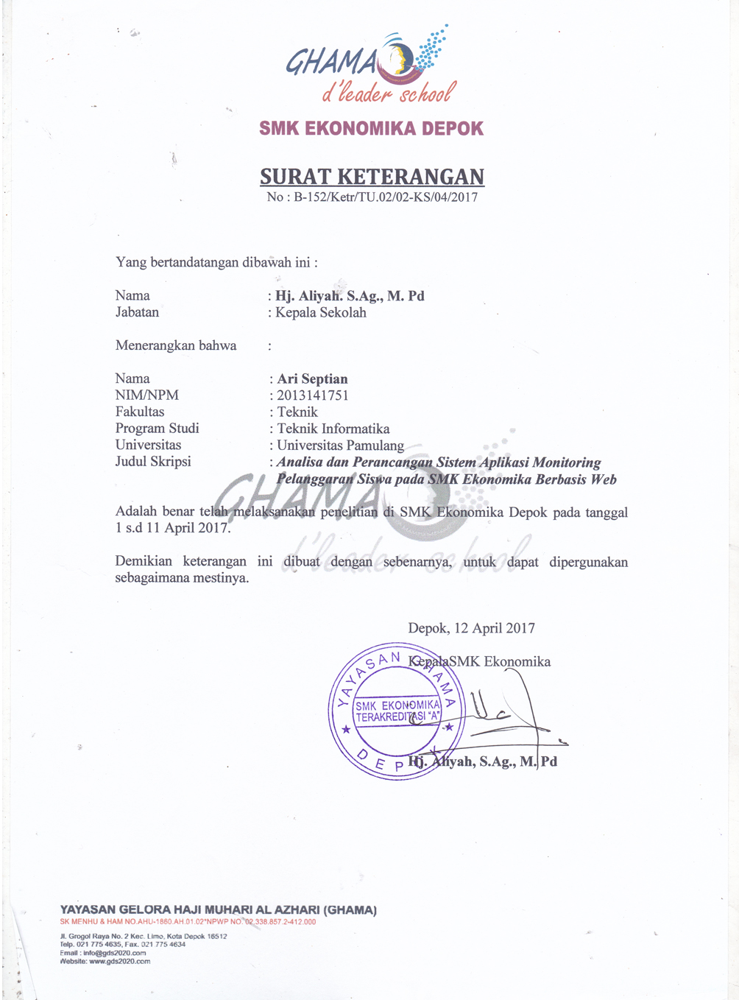 GHAMA
d'leader school
SMK EKONOMIKA DEPOK
SURAT KETERANGAN
No : B-152/Ketr/TU.02/02-KS/04/2017
Yang bertandatangan dibawah ini :
Nama : Hj. Aliyah. S.Ag., M. Pd
Jabatan : Kepala Sekolah
Menerangkan bahwa :
Nama : Ari Septian
NIM/NPM : 2013141751
Fakultas : Teknik
Program Studi : Teknik Informatika
Universitas : Universitas Pamulang
Judul Skripsi : Analisa dan Perancangan Sistem Aplikasi Monitoring
Pelanggaran Siswa pada SMK Ekonomika Berbasis Web
GHAMA
d'leader school
Adalah benar telah melaksanakan penelitian di SMK Ekonomika Depok pada tanggal
1 s.d 11 April 2017.
Demikian keterangan ini dibuat dengan sebenarnya, untuk dapat dipergunakan
sebagaimana mestinya.
Depok, 12 April 2017
KepalaSMK Ekonomika
YAYASAN GHAMA
SMK EKONOMIKA
TERAKREDITASI "A"
DEPOK
Hj. Aliyah, S.Ag., M. Pd
YAYASAN GELORA HAJI MUHARI AL AZHARI (GHAMA)
SK MENHU & HAM NO.AHU-1860.AH.01.02*NPWP NO. 02.338.857.2-412.000
Jl. Grogol Raya No. 2 Kec. Limo, Kota Depok 16512
Telp. 021 775 4635, Fax. 021 775 4634
Email : info@gds2020.com
Website: www.gds2020.com